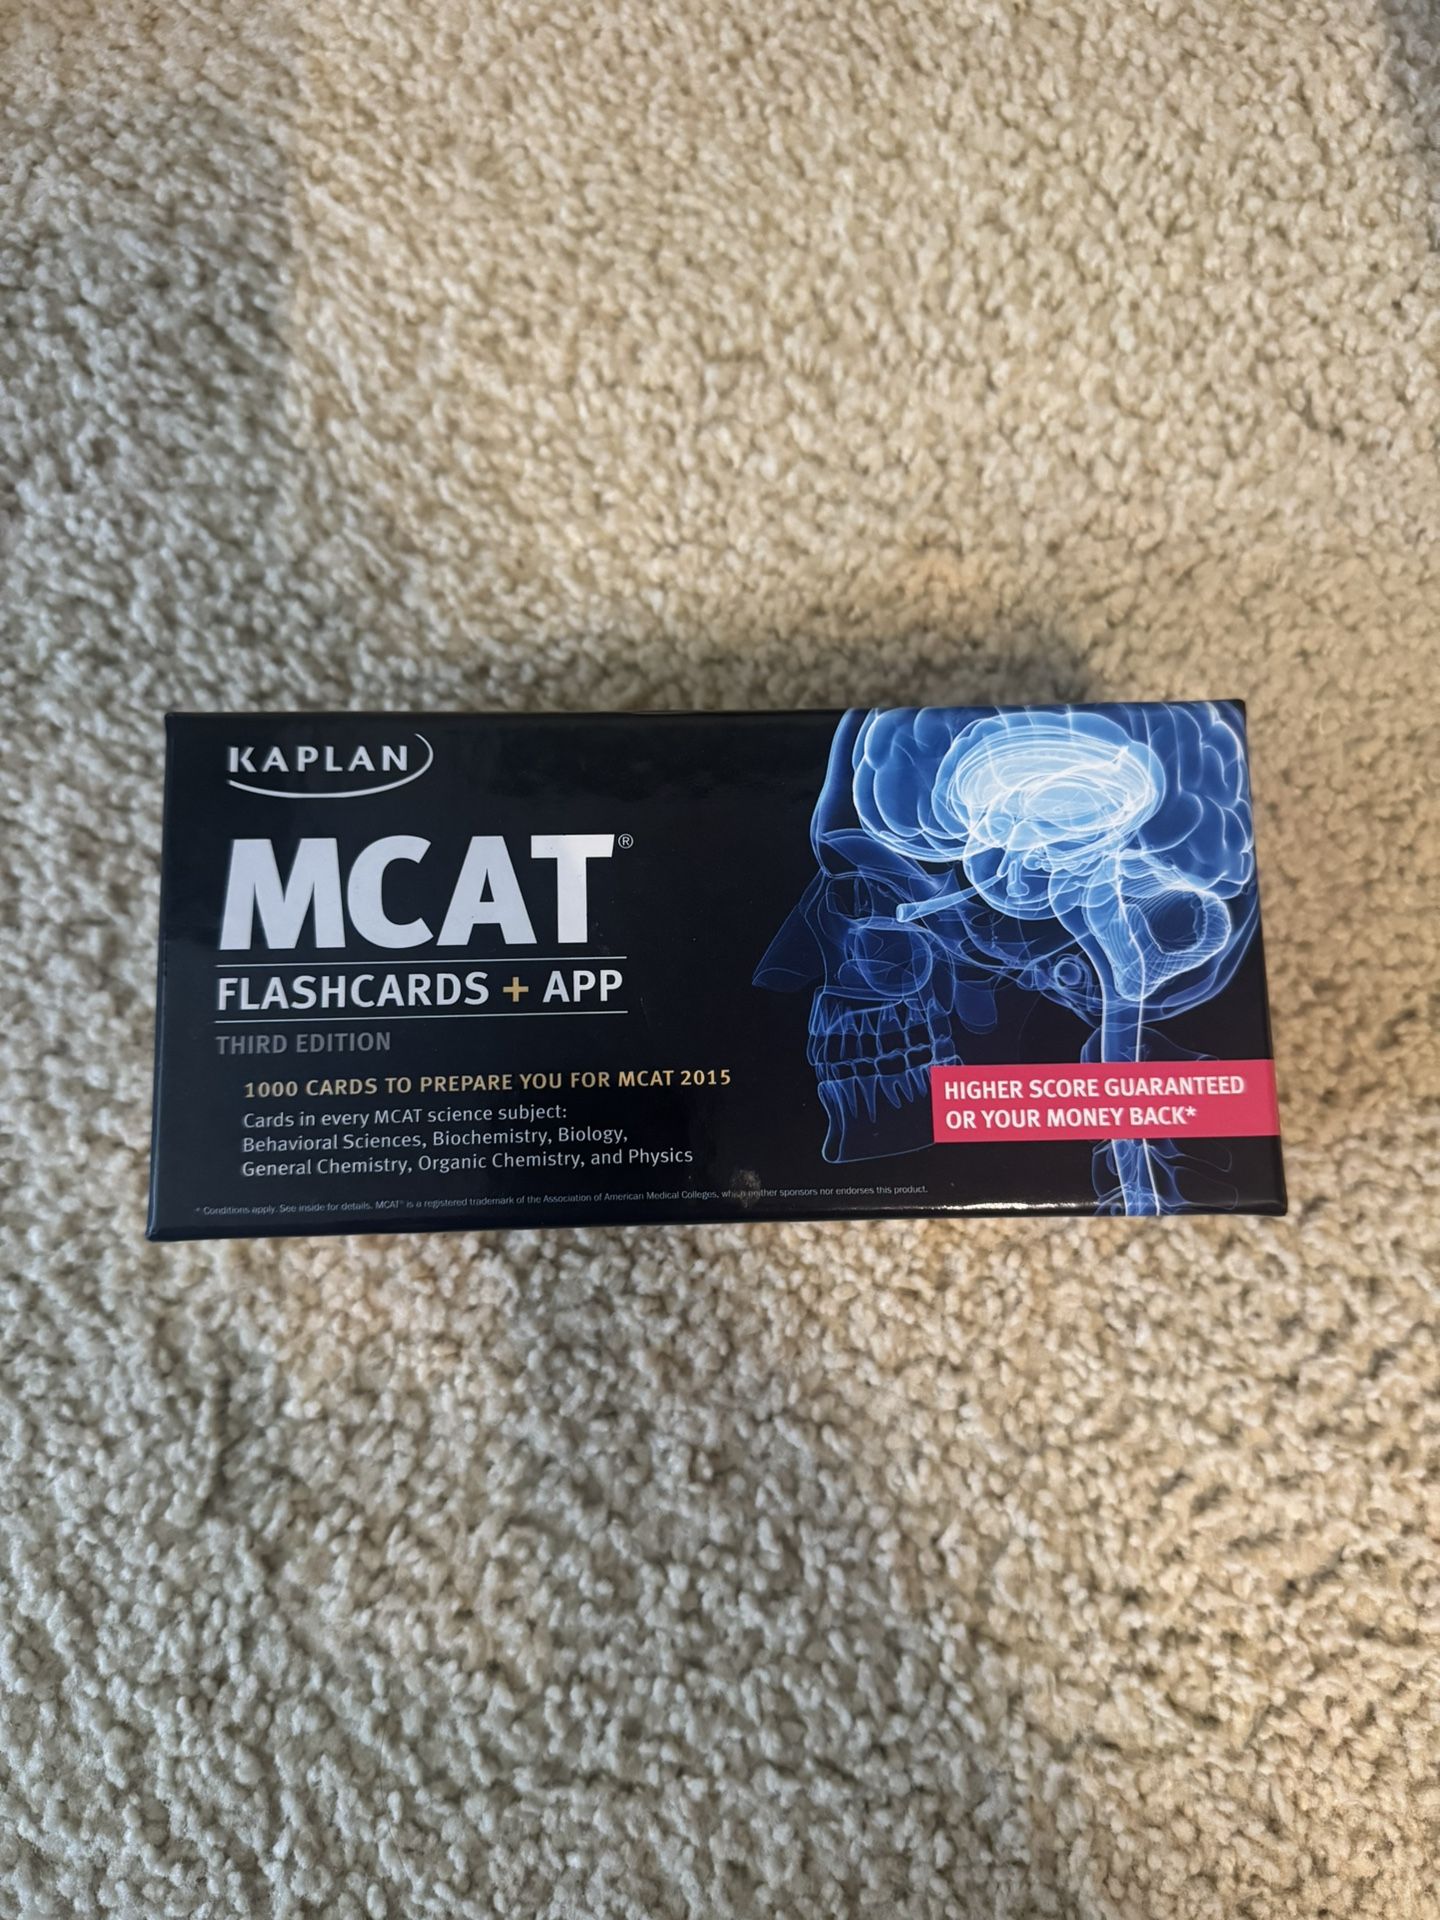 KAPLAN
MCAT®
FLASHCARDS + APP
THIRD EDITION
1000 CARDS TO PREPARE YOU FOR MCAT 2015
Cards in every MCAT science subject:
Behavioral Sciences, Biochemistry, Biology,
General Chemistry, Organic Chemistry, and Physics
HIGHER SCORE GUARANTEED
OR YOUR MONEY BACK*
* Conditions apply. See inside for details. MCAT® is a registered trademark of the Association of American Medical Colleges, which neither sponsors nor endorses this product.